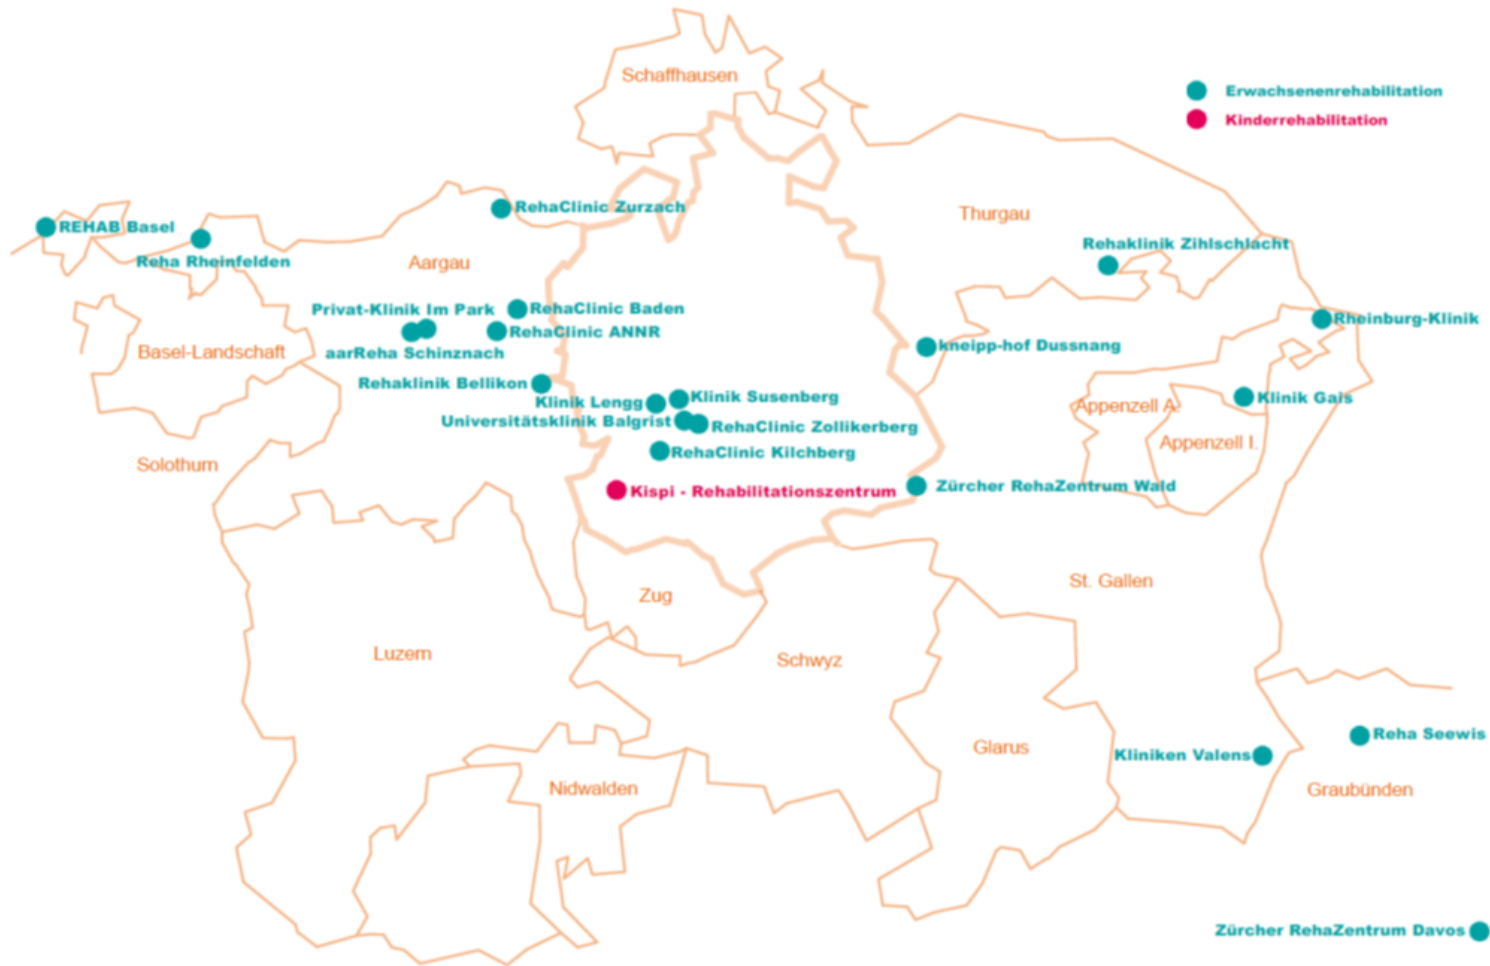 Schaffhausen
Erwachsenenrehabilitation
Kinderrehabilitation
RehaClinic Zurzach
Thurgau
REHAB Basel
Rehaklinik Zihlschlacht
Reha Rheinfelden
Aargau
Privat-Klinik Im Park
RehaClinic Baden
Rheinburg-Klinik
RehaClinic ANNR
kneipp-hof Dussnang
Basel-Landschaft
aarReha Schinznach
Rehaklinik Bellikon
Klinik Lengg
Klinik Susenberg
Klinik Gais
Appenzell A.
Universitätsklinik Balgrist
RehaClinic Zollikerberg
Appenzell I.
RehaClinic Kilchberg
Solothurn
Kispi - Rehabilitationszentrum
Zürcher RehaZentrum Wald
St. Gallen
Zug
Luzern
Schwyz
Reha Seewis
Glarus
Kliniken Valens
Nidwalden
Graubünden
Zürcher RehaZentrum Davos